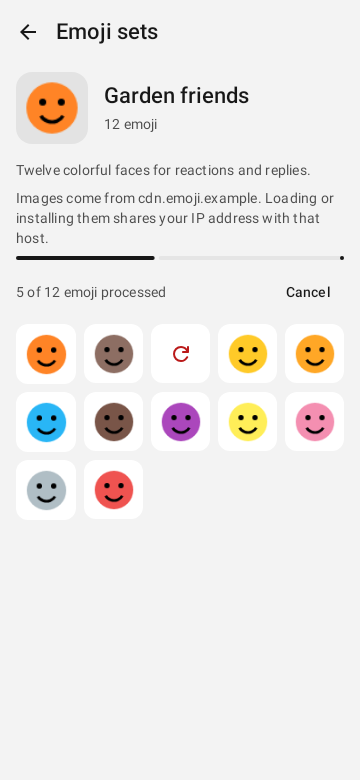 Emoji sets
Garden friends
12 emoji
Twelve colorful faces for reactions and replies.
Images come from cdn.emoji.example. Loading or
installing them shares your IP address with that
host.
5 of 12 emoji processed
Cancel